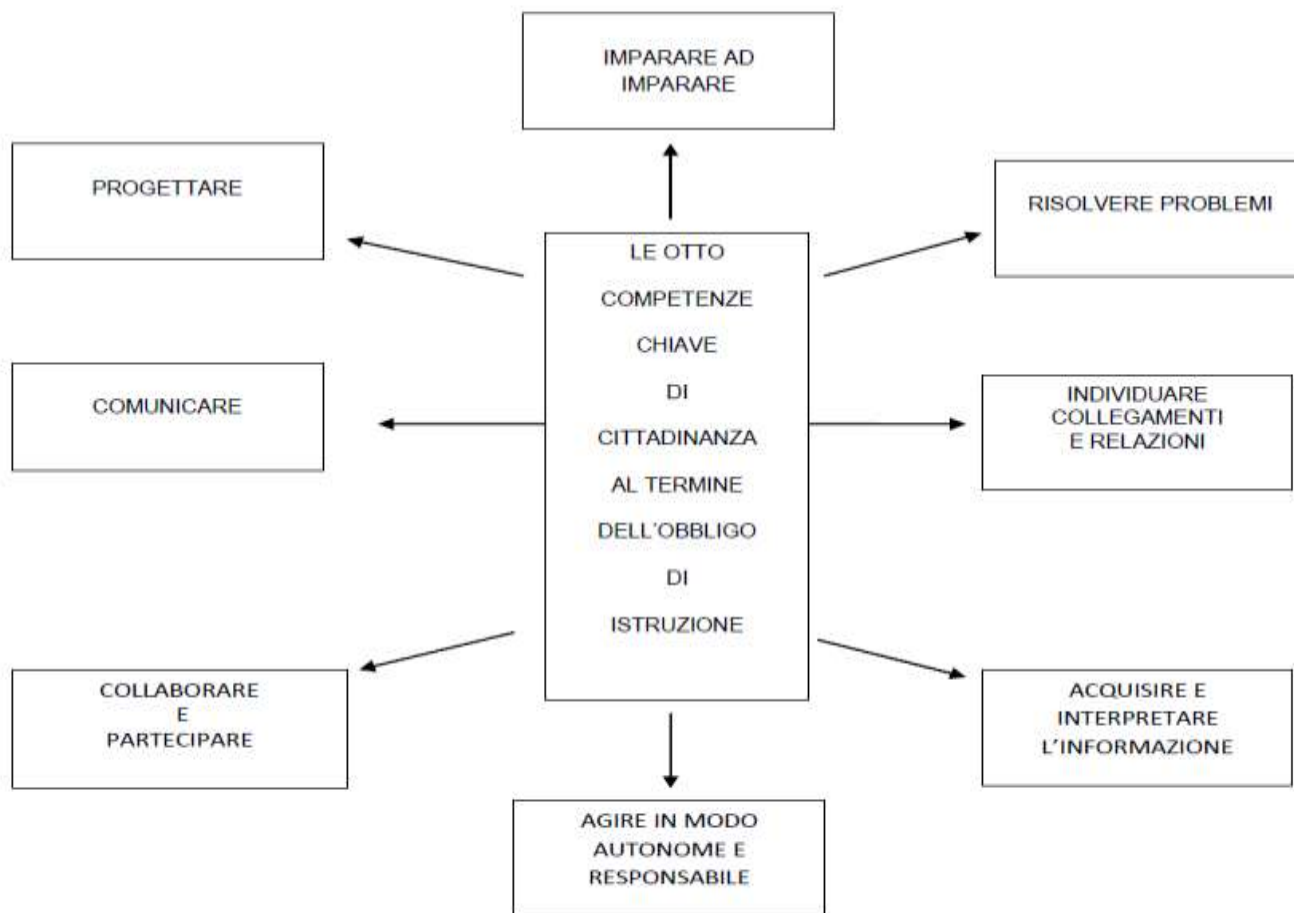 IMPARARE AD
IMPARARE
PROGETTARE
RISOLVERE PROBLEMI
LE OTTO
COMPETENZE
CHIAVE
DI
CITTADINANZA
AL TERMINE
DELL'OBBLIGO
DI
ISTRUZIONE
COMUNICARE
INDIVIDUARE
COLLEGAMENTI
E RELAZIONI
COLLABORARE
E
PARTECIPARE
ACQUISIRE E
INTERPRETARE
L'INFORMAZIONE
AGIRE IN MODO
AUTONOME E
RESPONSABILE